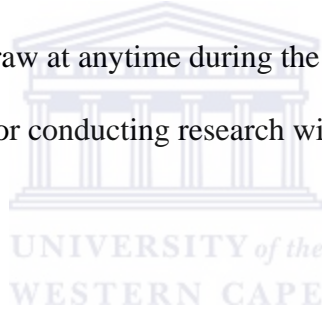 raw at anytime during the
or conducting research wi
UNIVERSITY of the
WESTERN CAPE